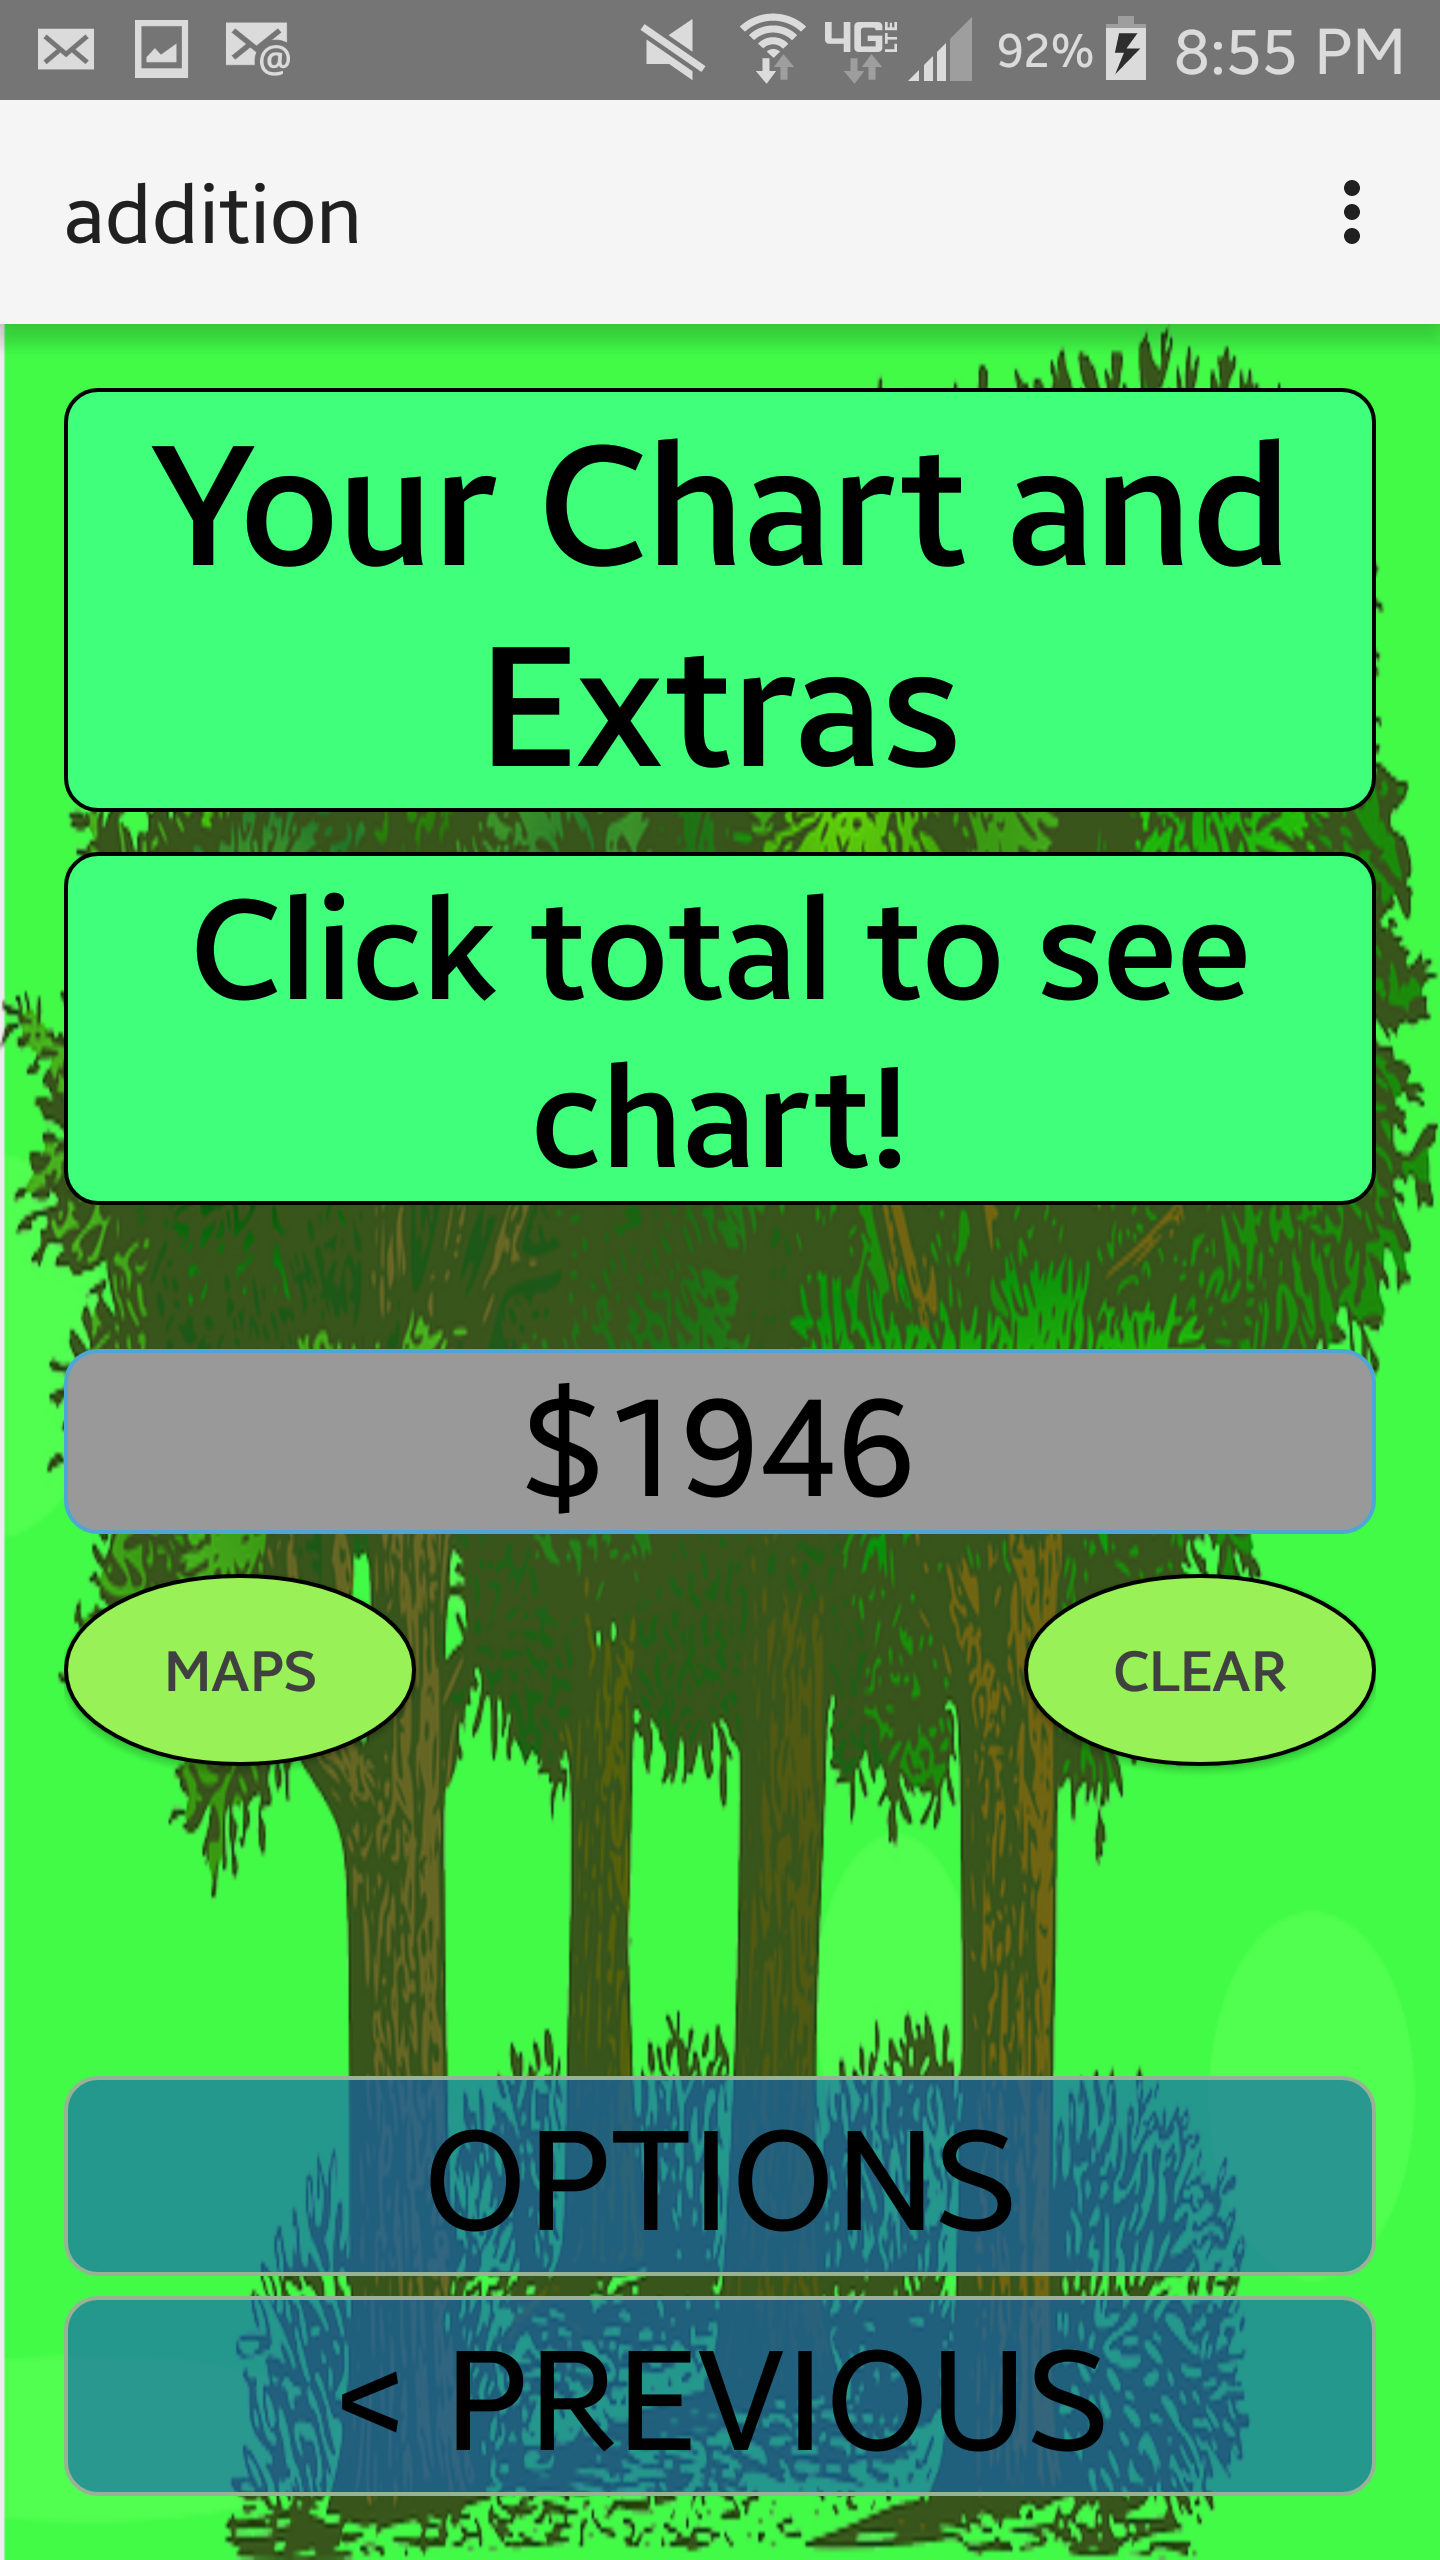 4G LTE 92% 8:55 PM
addition
Your Chart and
Extras
Click total to see
chart!
$1946
MAPS
CLEAR
OPTIONS
< PREVIOUS